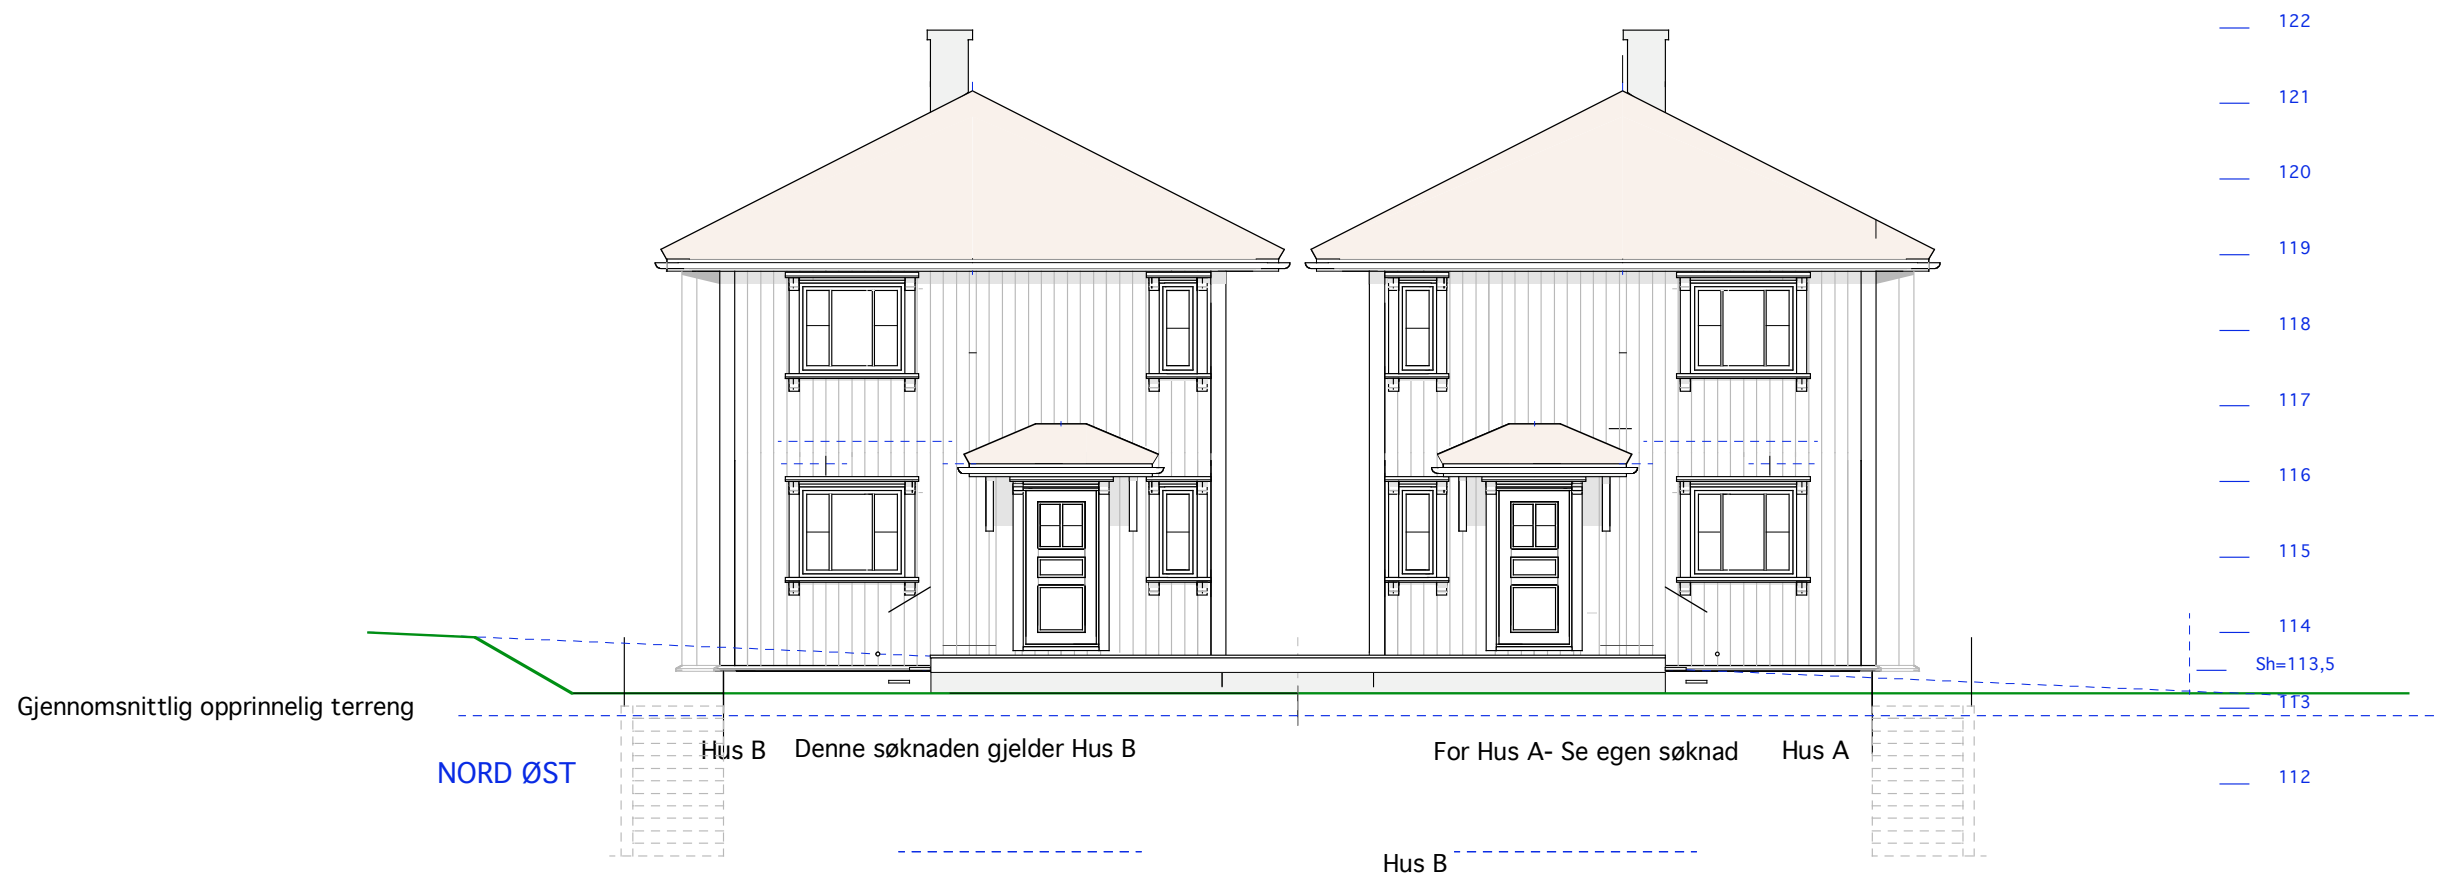 122
121
120
119
118
117
116
115
114
Sh=113,5
113
Gjennomsnittlig opprinnelig terreng
Hus B
Denne søknaden gjelder Hus B
For Hus A- Se egen søknad
Hus A
NORD ØST
112
Hus B